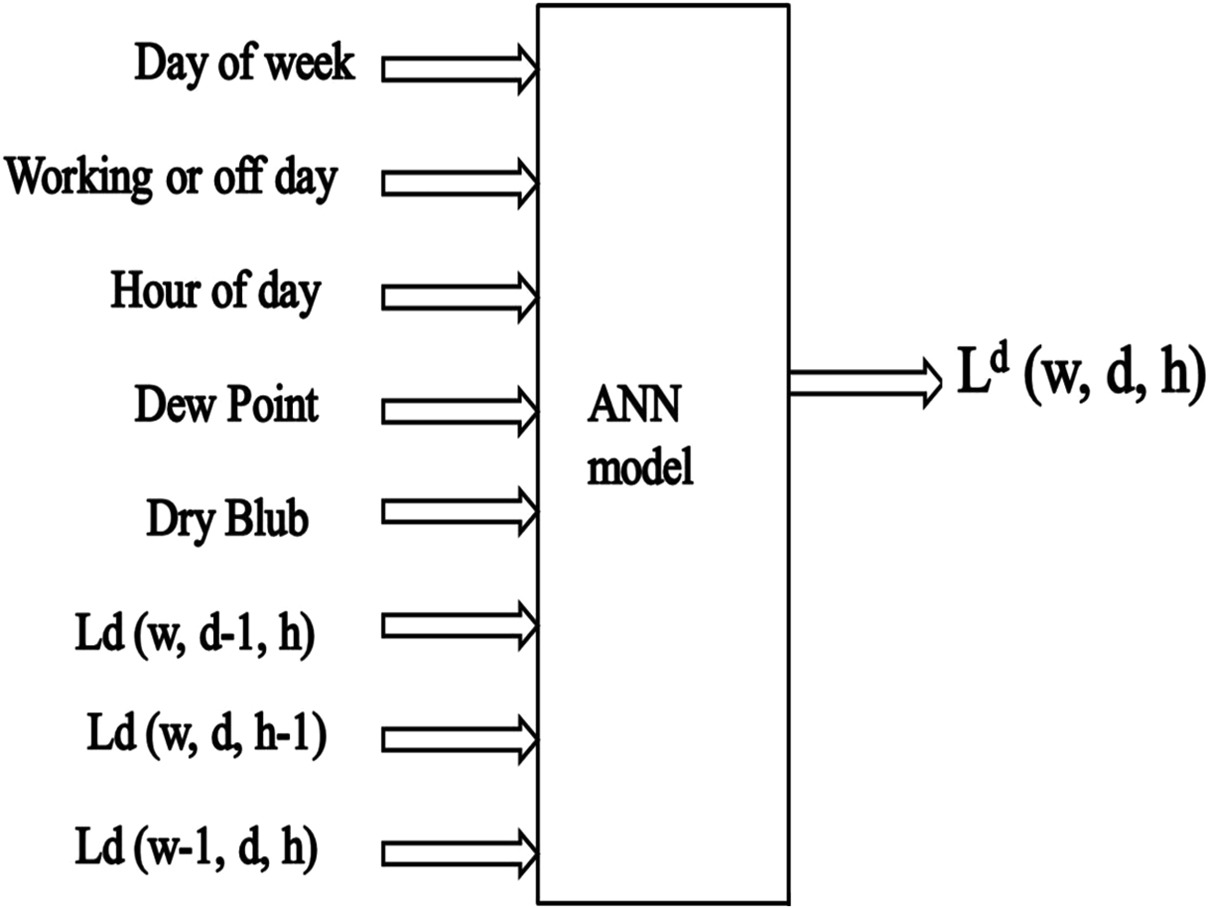 Day of week
Working or off day
Hour of day
Dew Point
Dry Blub
Ld (w, d-1, h)
Ld (w, d, h-1)
Ld (w-1, d, h)
ANN
model
L^d (w, d, h)